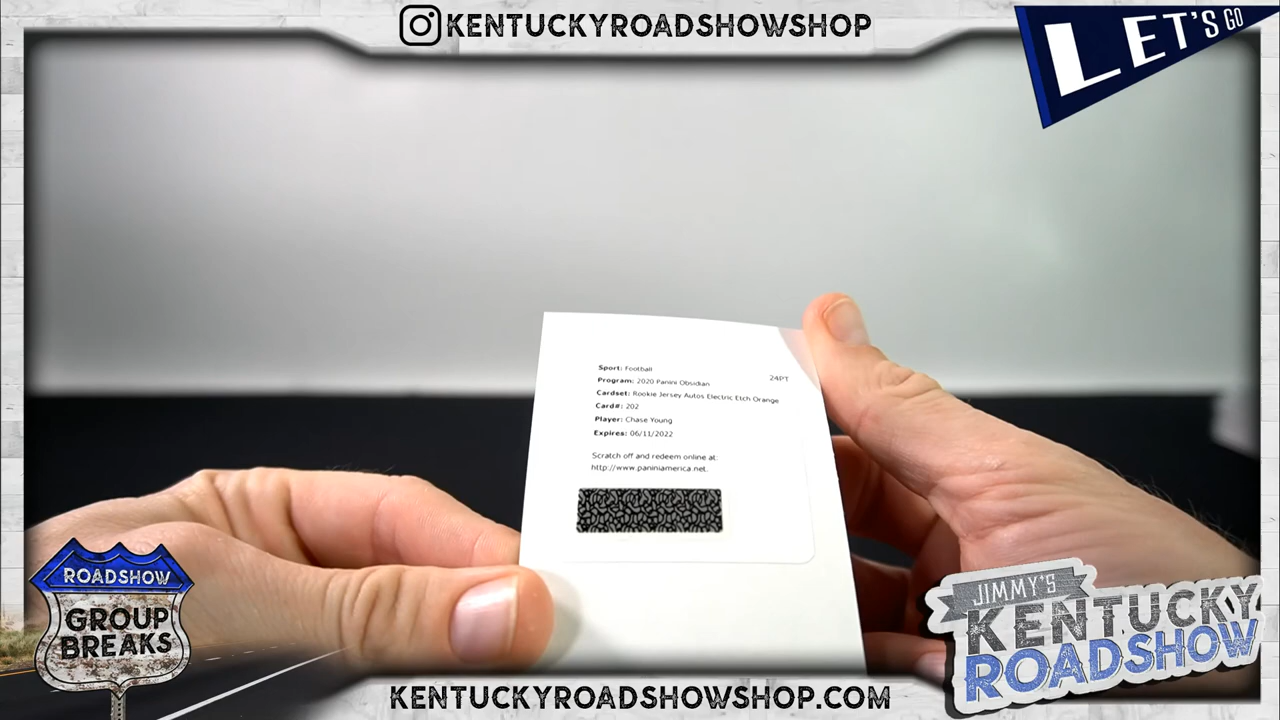 KENTUCKYROADSHOWSHOP
LET'S GO
Sport: Football
24PT
Program: 2020 Panini Obsidian
Cardset: Rookie Jersey Autos Electric Etch Orange
Card#: 202
Player: Chase Young
Expires: 06/11/2022
Scratch off and redeem online at:
http://www.paniniamerica.net.
ROADSHOW
GROUP
BREAKS
JIMMY'S
KENTUCKY
ROADSHOW
KENTUCKYROADSHOWSHOP.COM